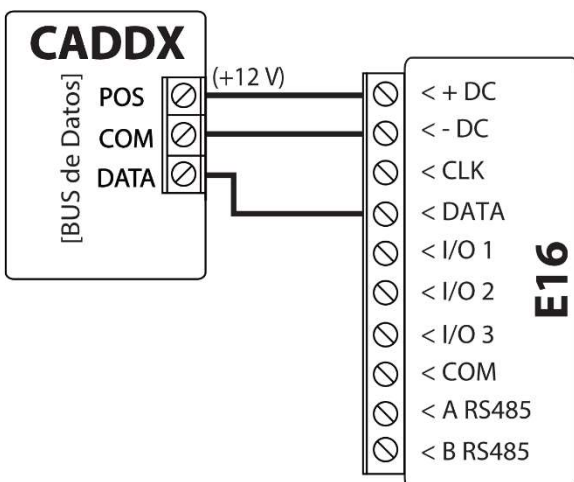 CADDX
[BUS de Datos]
POS
COM
DATA
(+12 V)
< + DC
< - DC
< CLK
< DATA
< I/O 1
< I/O 2
< I/O 3
< COM
< A RS485
< B RS485
E16